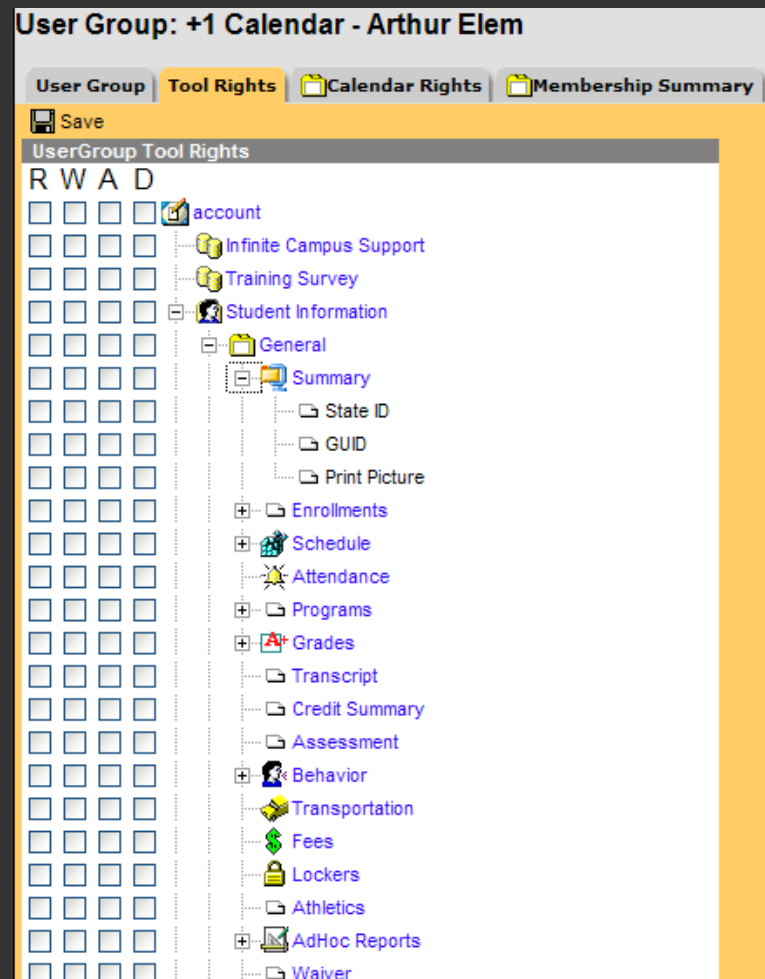 User Group: +1 Calendar - Arthur Elem
User Group Tool Rights Calendar Rights Membership Summary
Save
UserGroup Tool Rights
R W A D
account
Infinite Campus Support
Training Survey
Student Information
General
Summary
State ID
GUID
Print Picture
Enrollments
Schedule
Attendance
Programs
A+ Grades
Transcript
Credit Summary
Assessment
Behavior
Transportation
$ Fees
Lockers
Athletics
AdHoc Reports
Waiver